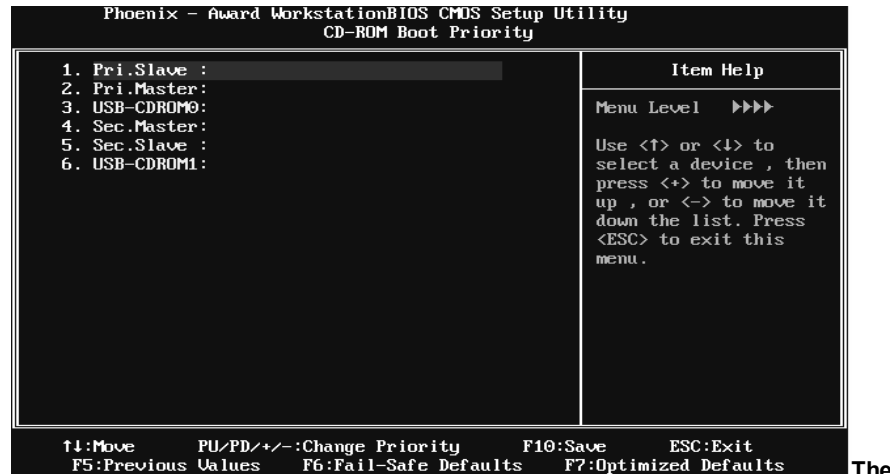 Phoenix – Award WorkstationBIOS CMOS Setup Utility
CD-ROM Boot Priority
1. Pri.Slave :
2. Pri.Master:
3. USB-CDROM0:
4. Sec.Master:
5. Sec.Slave :
6. USB-CDROM1:
Item Help
Menu Level ▶▶▶▶
Use <↑> or <↓> to
select a device , then
press <+> to move it
up , or <-> to move it
down the list. Press
<ESC> to exit this
menu.
↑↓:Move PU/PD/+/-:Change Priority F10:Save ESC:Exit
F5:Previous Values F6:Fail-Safe Defaults F7:Optimized Defaults
The